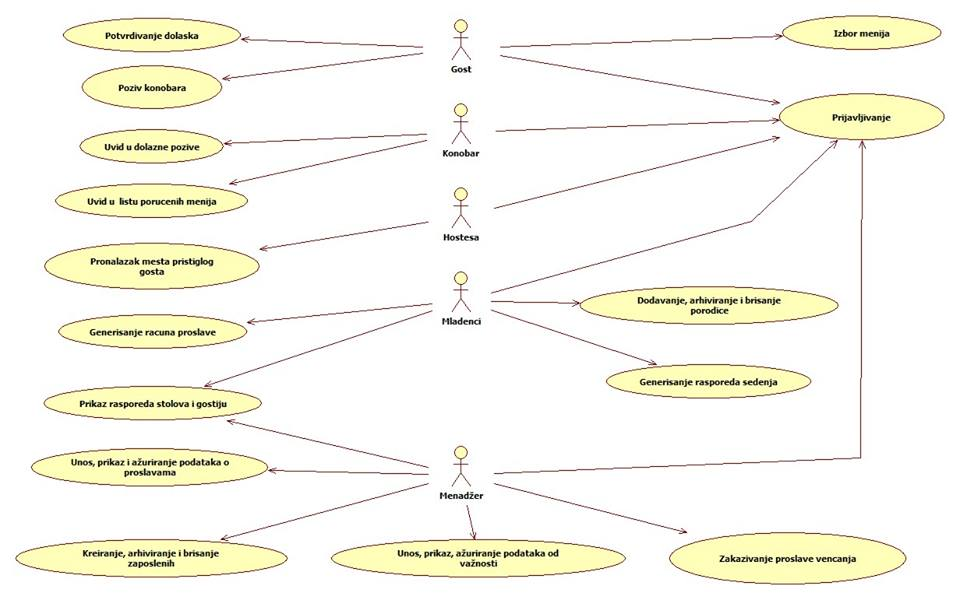 Potvrdivanje dolaska
Izbor menija
Gost
Poziv konobara
Prijavljivanje
Uvid u dolazne pozive
Konobar
Uvid u listu porucenih menija
Hostesa
Pronalazak mesta pristiglog
gosta
Dodavanje, arhiviranje i brisanje
porodice
Mladenci
Generisanje racuna proslave
Generisanje rasporeda sedenja
Prikaz rasporeda stolova i gostiju
Unos, prikaz i ažuriranje podataka o
proslavama
Menadžer
Kreiranje, arhiviranje i brisanje
zaposlenih
Unos, prikaz, ažuriranje podataka od
važnosti
Zakazivanje proslave vencanja